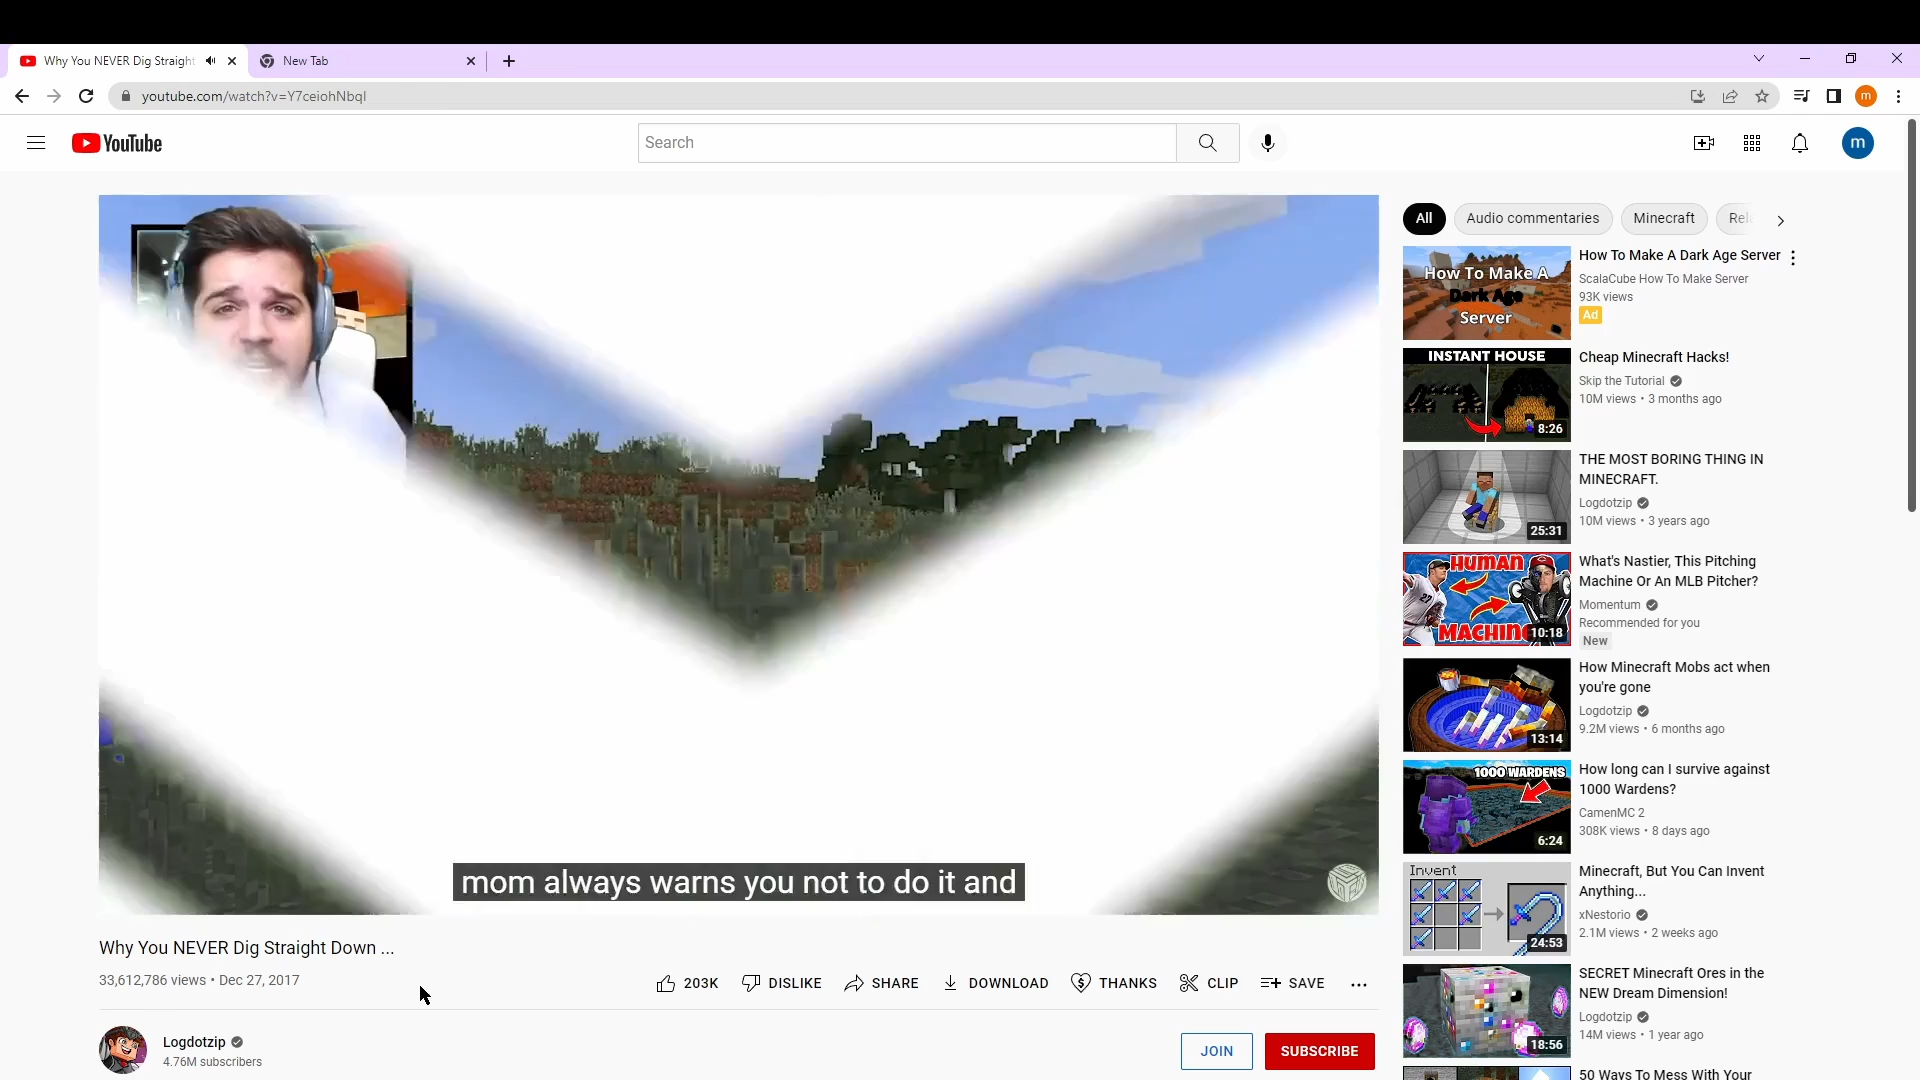 Why You NEVER Dig Straight
New Tab
youtube.com/watch?v=Y7ceiohNbqI
m
YouTube
Search
m
mom always warns you not to do it and
Why You NEVER Dig Straight Down ...
33,612,786 views • Dec 27, 2017
203K
DISLIKE
SHARE
DOWNLOAD
THANKS
CLIP
SAVE
Logdotzip
4.76M subscribers
JOIN
SUBSCRIBE
All
Audio commentaries
Minecraft
Rel
How To Make A
Dark Age
Server
How To Make A Dark Age Server
ScalaCube How To Make Server
93K views
Ad
INSTANT HOUSE
8:26
Cheap Minecraft Hacks!
Skip the Tutorial
10M views • 3 months ago
25:31
THE MOST BORING THING IN
MINECRAFT.
Logdotzip
10M views • 3 years ago
HUMAN
27
MACHIN
10:18
What's Nastier, This Pitching
Machine Or An MLB Pitcher?
Momentum
Recommended for you
New
13:14
How Minecraft Mobs act when
you're gone
Logdotzip
9.2M views • 6 months ago
1000 WARDENS
6:24
How long can I survive against
1000 Wardens?
CamenMC 2
308K views • 8 days ago
Invent
24:53
Minecraft, But You Can Invent
Anything...
xNestorio
2.1M views • 2 weeks ago
18:56
SECRET Minecraft Ores in the
NEW Dream Dimension!
Logdotzip
14M views • 1 year ago
50 Ways To Mess With Your